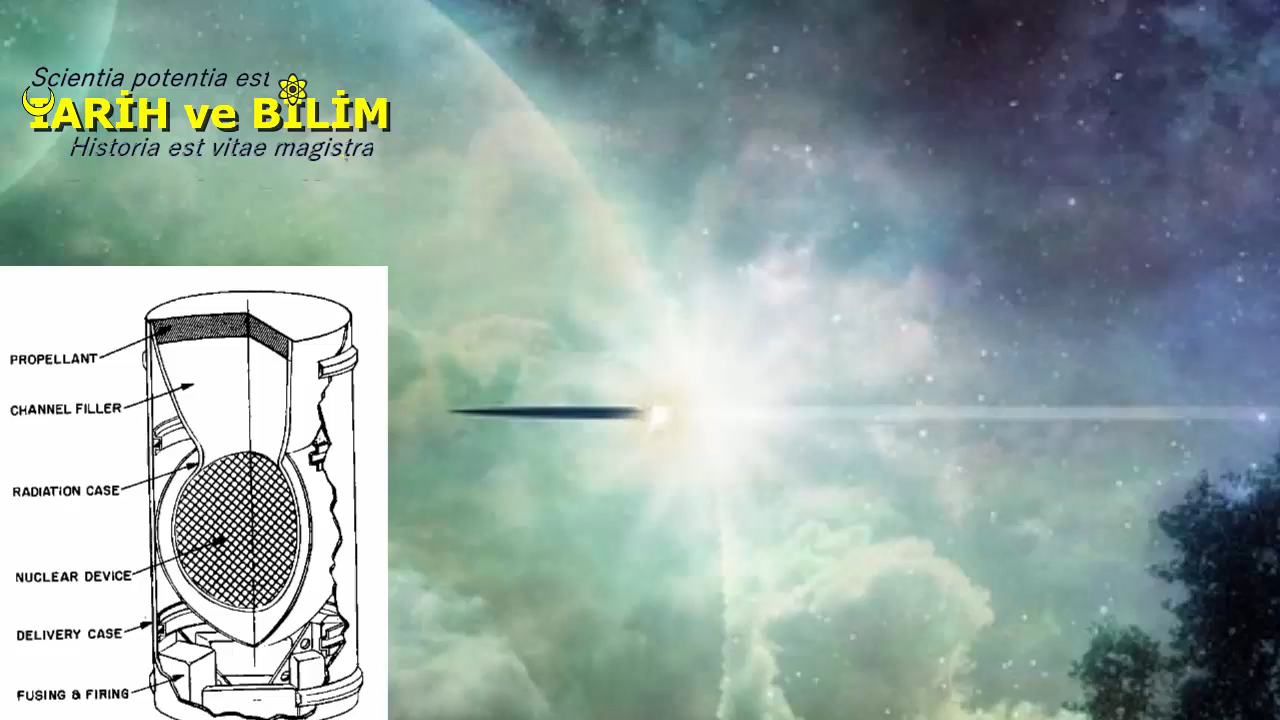 Scientia potentia est
TARİH ve BİLİM
Historia est vitae magistra
PROPELLANT
CHANNEL FILLER
RADIATION CASE
NUCLEAR DEVICE
DELIVERY CASE
FUSING & FIRING